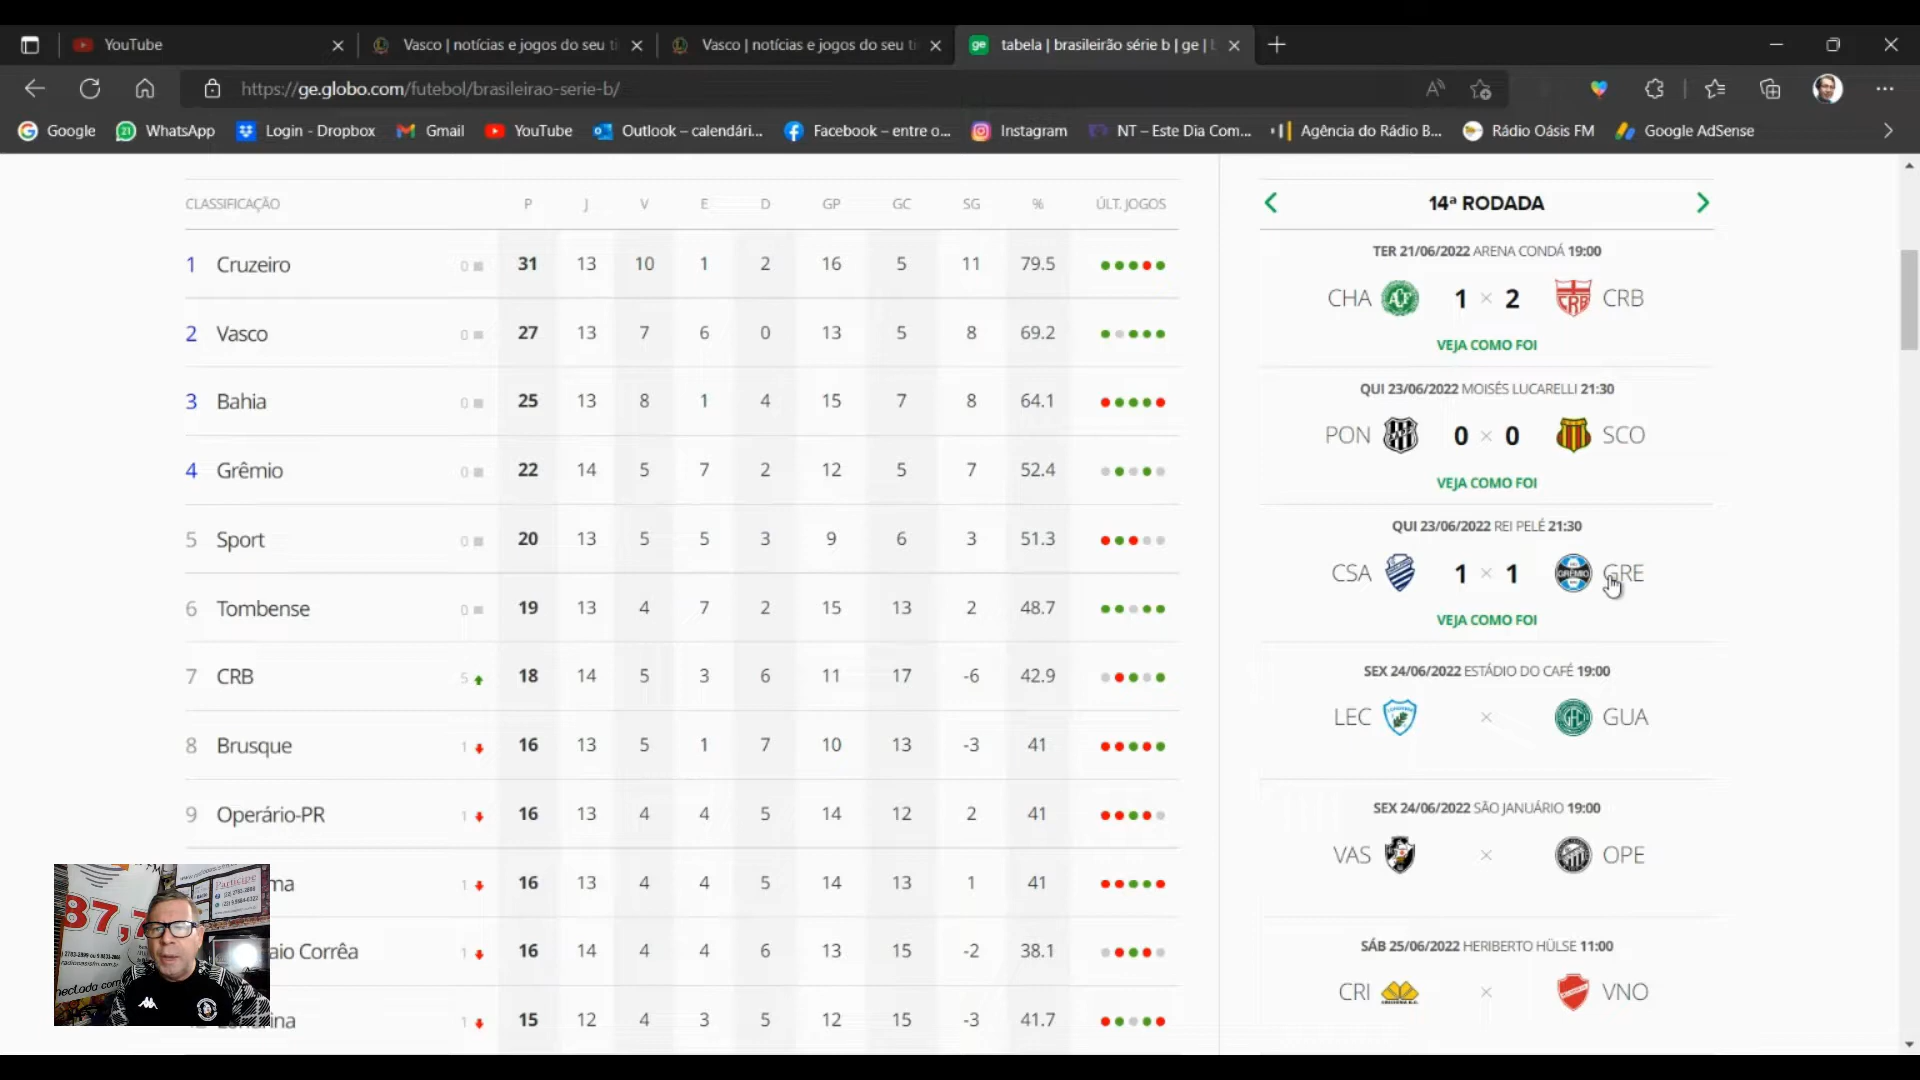 YouTube
Vasco | notícias e jogos do seu ti
Vasco | notícias e jogos do seu ti
ge tabela | brasileirão série b | ge | b
https://ge.globo.com/futebol/brasileirao-serie-b/
Google
WhatsApp
Login - Dropbox
Gmail
YouTube
Outlook – calendári...
Facebook – entre o...
Instagram
NT – Este Dia Com...
Agência do Rádio B...
Rádio Oásis FM
Google AdSense
CLASSIFICAÇÃO P J V E D GP GC SG % ÚLT. JOGOS
1 Cruzeiro 0 31 13 10 1 2 16 5 11 79.5
2 Vasco 0 27 13 7 6 0 13 5 8 69.2
3 Bahia 0 25 13 8 1 4 15 7 8 64.1
4 Grêmio 0 22 14 5 7 2 12 5 7 52.4
5 Sport 0 20 13 5 5 3 9 6 3 51.3
6 Tombense 0 19 13 4 7 2 15 13 2 48.7
7 CRB 5 18 14 5 3 6 11 17 -6 42.9
8 Brusque 1 16 13 5 1 7 10 13 -3 41
9 Operário-PR 1 16 13 4 4 5 14 12 2 41
ma 1 16 13 4 4 5 14 13 1 41
aio Corrêa 1 16 14 4 4 6 13 15 -2 38.1
ina 1 15 12 4 3 5 12 15 -3 41.7
14ª RODADA
TER 21/06/2022 ARENA CONDÁ 19:00
CHA 1 × 2 CRB CRB
VEJA COMO FOI
QUI 23/06/2022 MOISÉS LUCARELLI 21:30
PON 0 × 0 SCO
VEJA COMO FOI
QUI 23/06/2022 REI PELÉ 21:30
CSA 1 × 1 GRÊMIO GRE
VEJA COMO FOI
SEX 24/06/2022 ESTÁDIO DO CAFÉ 19:00
LEC × GUA
SEX 24/06/2022 SÃO JANUÁRIO 19:00
VAS × OPE
SÁB 25/06/2022 HERIBERTO HÜLSE 11:00
CRI × VNO
87,7
Participe